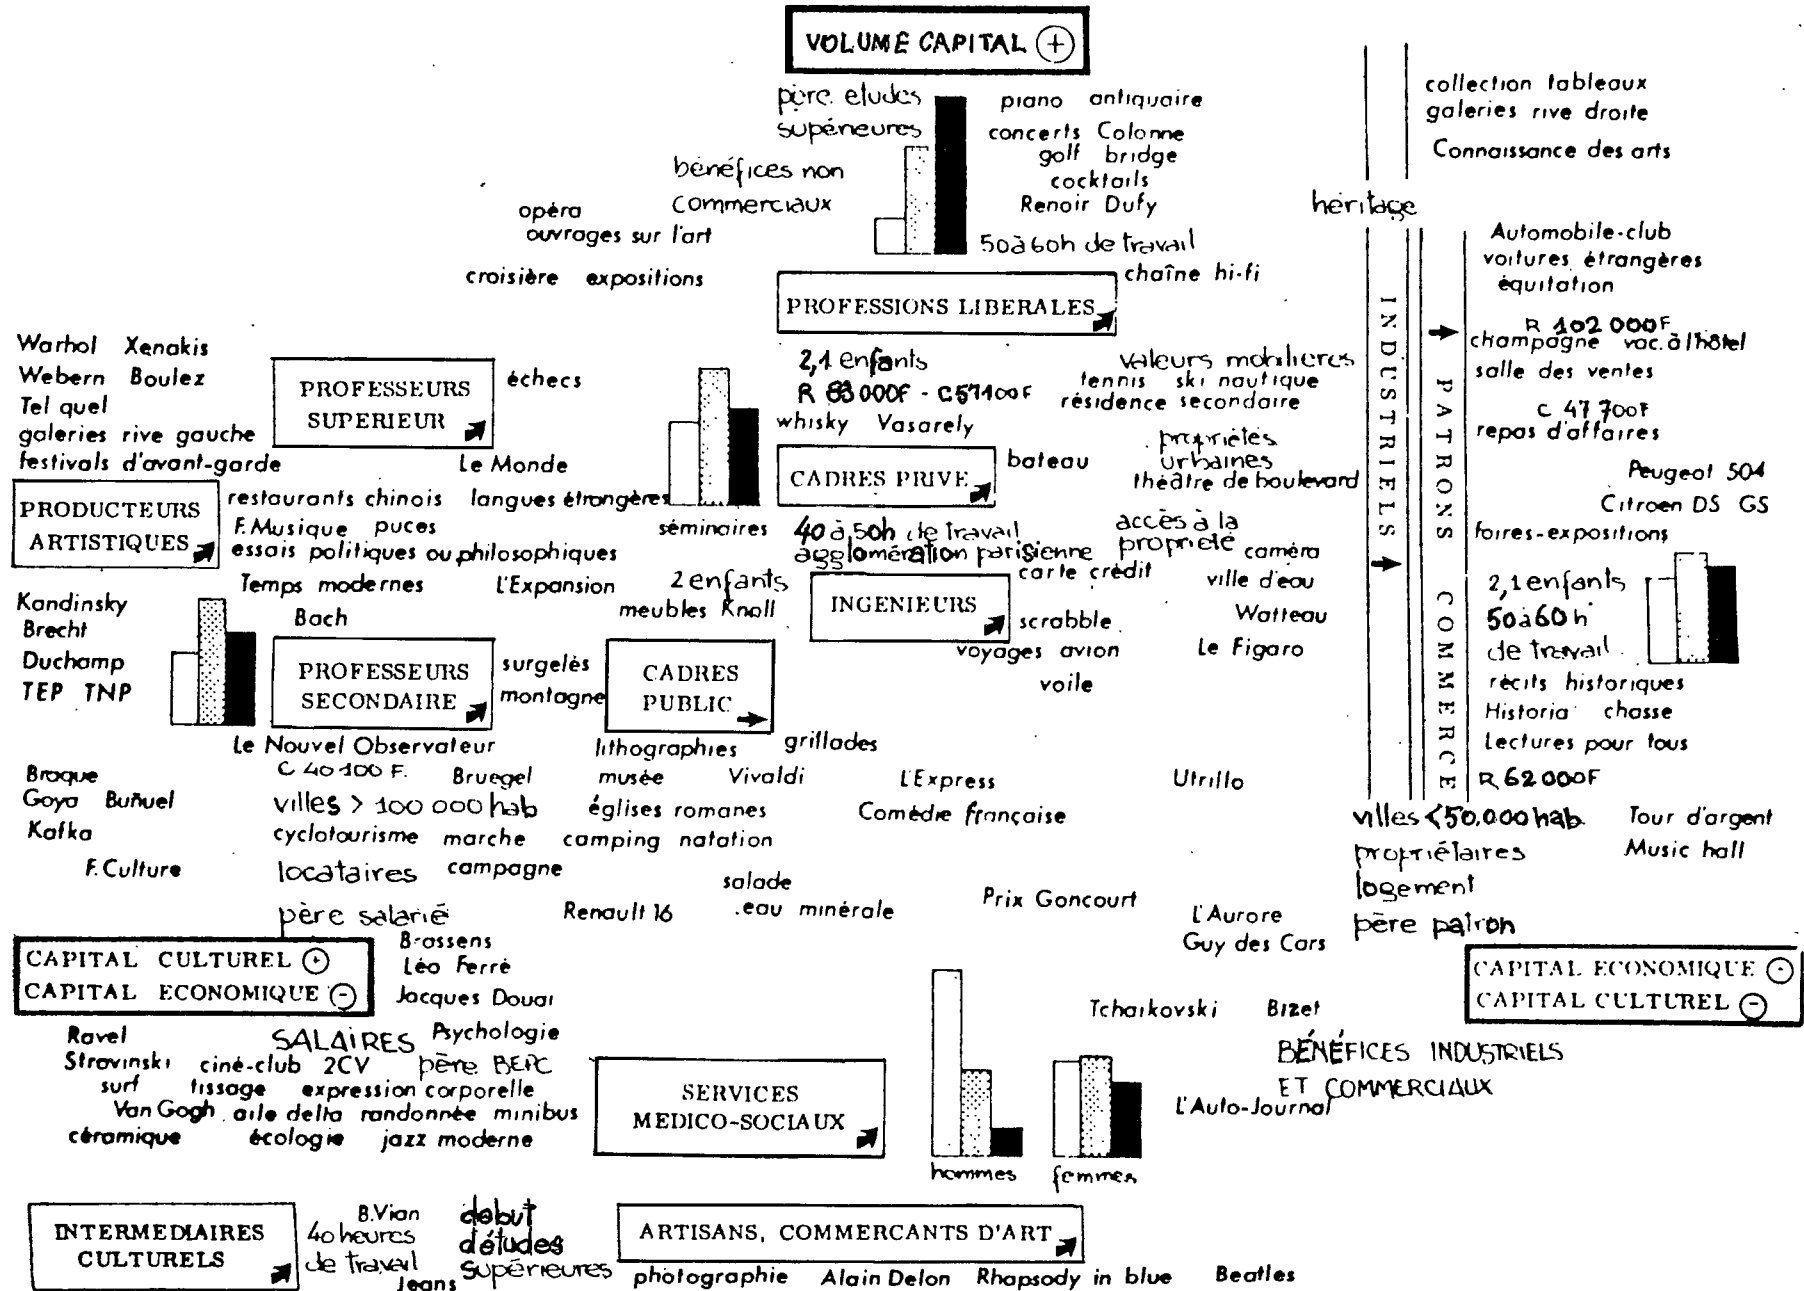 VOLUME CAPITAL +
père études
supérieures
piano antiquaire
concerts Colonne
golf bridge
cocktails
Renoir Dufy
50 à 60h de travail
bénéfices non
commerciaux
opéra
ouvrages sur l'art
croisière expositions
PROFESSIONS LIBERALES
chaîne hi-fi
collection tableaux
galeries rive droite
Connaissance des arts
héritage
INDUSTRIELS
PATRONS COMMERCE
Automobile-club
voitures étrangères
équitation
R 102 000F
champagne vac. à l'hôtel
salle des ventes
C 47 700F
repas d'affaires
Peugeot 504
Citroen DS GS
foires-expositions
2,1 enfants
50 à 60 h
de travail
récits historiques
Historia chasse
Lectures pour tous
R 62 000F
Warhol Xenakis
Webern Boulez
Tel quel
galeries rive gauche
festivals d'avant-garde
PROFESSEURS
SUPERIEUR
échecs
Le Monde
2,1 enfants
R 83 000F - C 57100F
whisky Vasarely
valeurs mobilières
tennis ski nautique
résidence secondaire
CADRES PRIVE
bateau
propriétés
urbaines
théâtre de boulevard
PRODUCTEURS
ARTISTIQUES
restaurants chinois langues étrangères
F. Musique puces
essais politiques ou philosophiques
Temps modernes L'Expansion
séminaires
40 à 50h de travail
agglomération parisienne
accès à la
propriété
caméra
carte crédit
ville d'eau
2 enfants
meubles Knoll
INGENIEURS
scrabble
Watteau
voyages avion
Le Figaro
voile
Kandinsky
Brecht
Duchamp
TEP TNP
Bach
PROFESSEURS
SECONDAIRE
surgelés
montagne
CADRES
PUBLIC
Le Nouvel Observateur
lithographies
grillades
C 40 100 F.
Bruegel
musée
Vivaldi
L'Express
Utrillo
Braque
Goya Buñuel
Kafka
F. Culture
villes > 100 000 hab
églises romanes
Comédie française
cyclotourisme marche camping natation
locataires campagne
salade
eau minérale
père salarié
Renault 16
Prix Goncourt
L'Aurore
Guy des Cars
villes < 50.000 hab.
propriétaires
logement
père patron
Tour d'argent
Music hall
CAPITAL CULTUREL +
CAPITAL ECONOMIQUE -
Brassens
Léo Ferré
Jacques Douai
CAPITAL ECONOMIQUE +
CAPITAL CULTUREL -
Tchaikovski Bizet
BÉNÉFICES INDUSTRIELS
ET COMMERCIAUX
L'Auto-Journal
Ravel
SALAIRES
Psychologie
Stravinski ciné-club 2CV père BEPC
surf tissage expression corporelle
Van Gogh aile delta randonnée minibus
céramique écologie jazz moderne
SERVICES
MEDICO-SOCIAUX
hommes femmes
INTERMEDIAIRES
CULTURELS
B. Vian
40 heures
de travail
Jeans
début
d'études
supérieures
ARTISANS, COMMERCANTS D'ART
photographie Alain Delon Rhapsody in blue Beatles